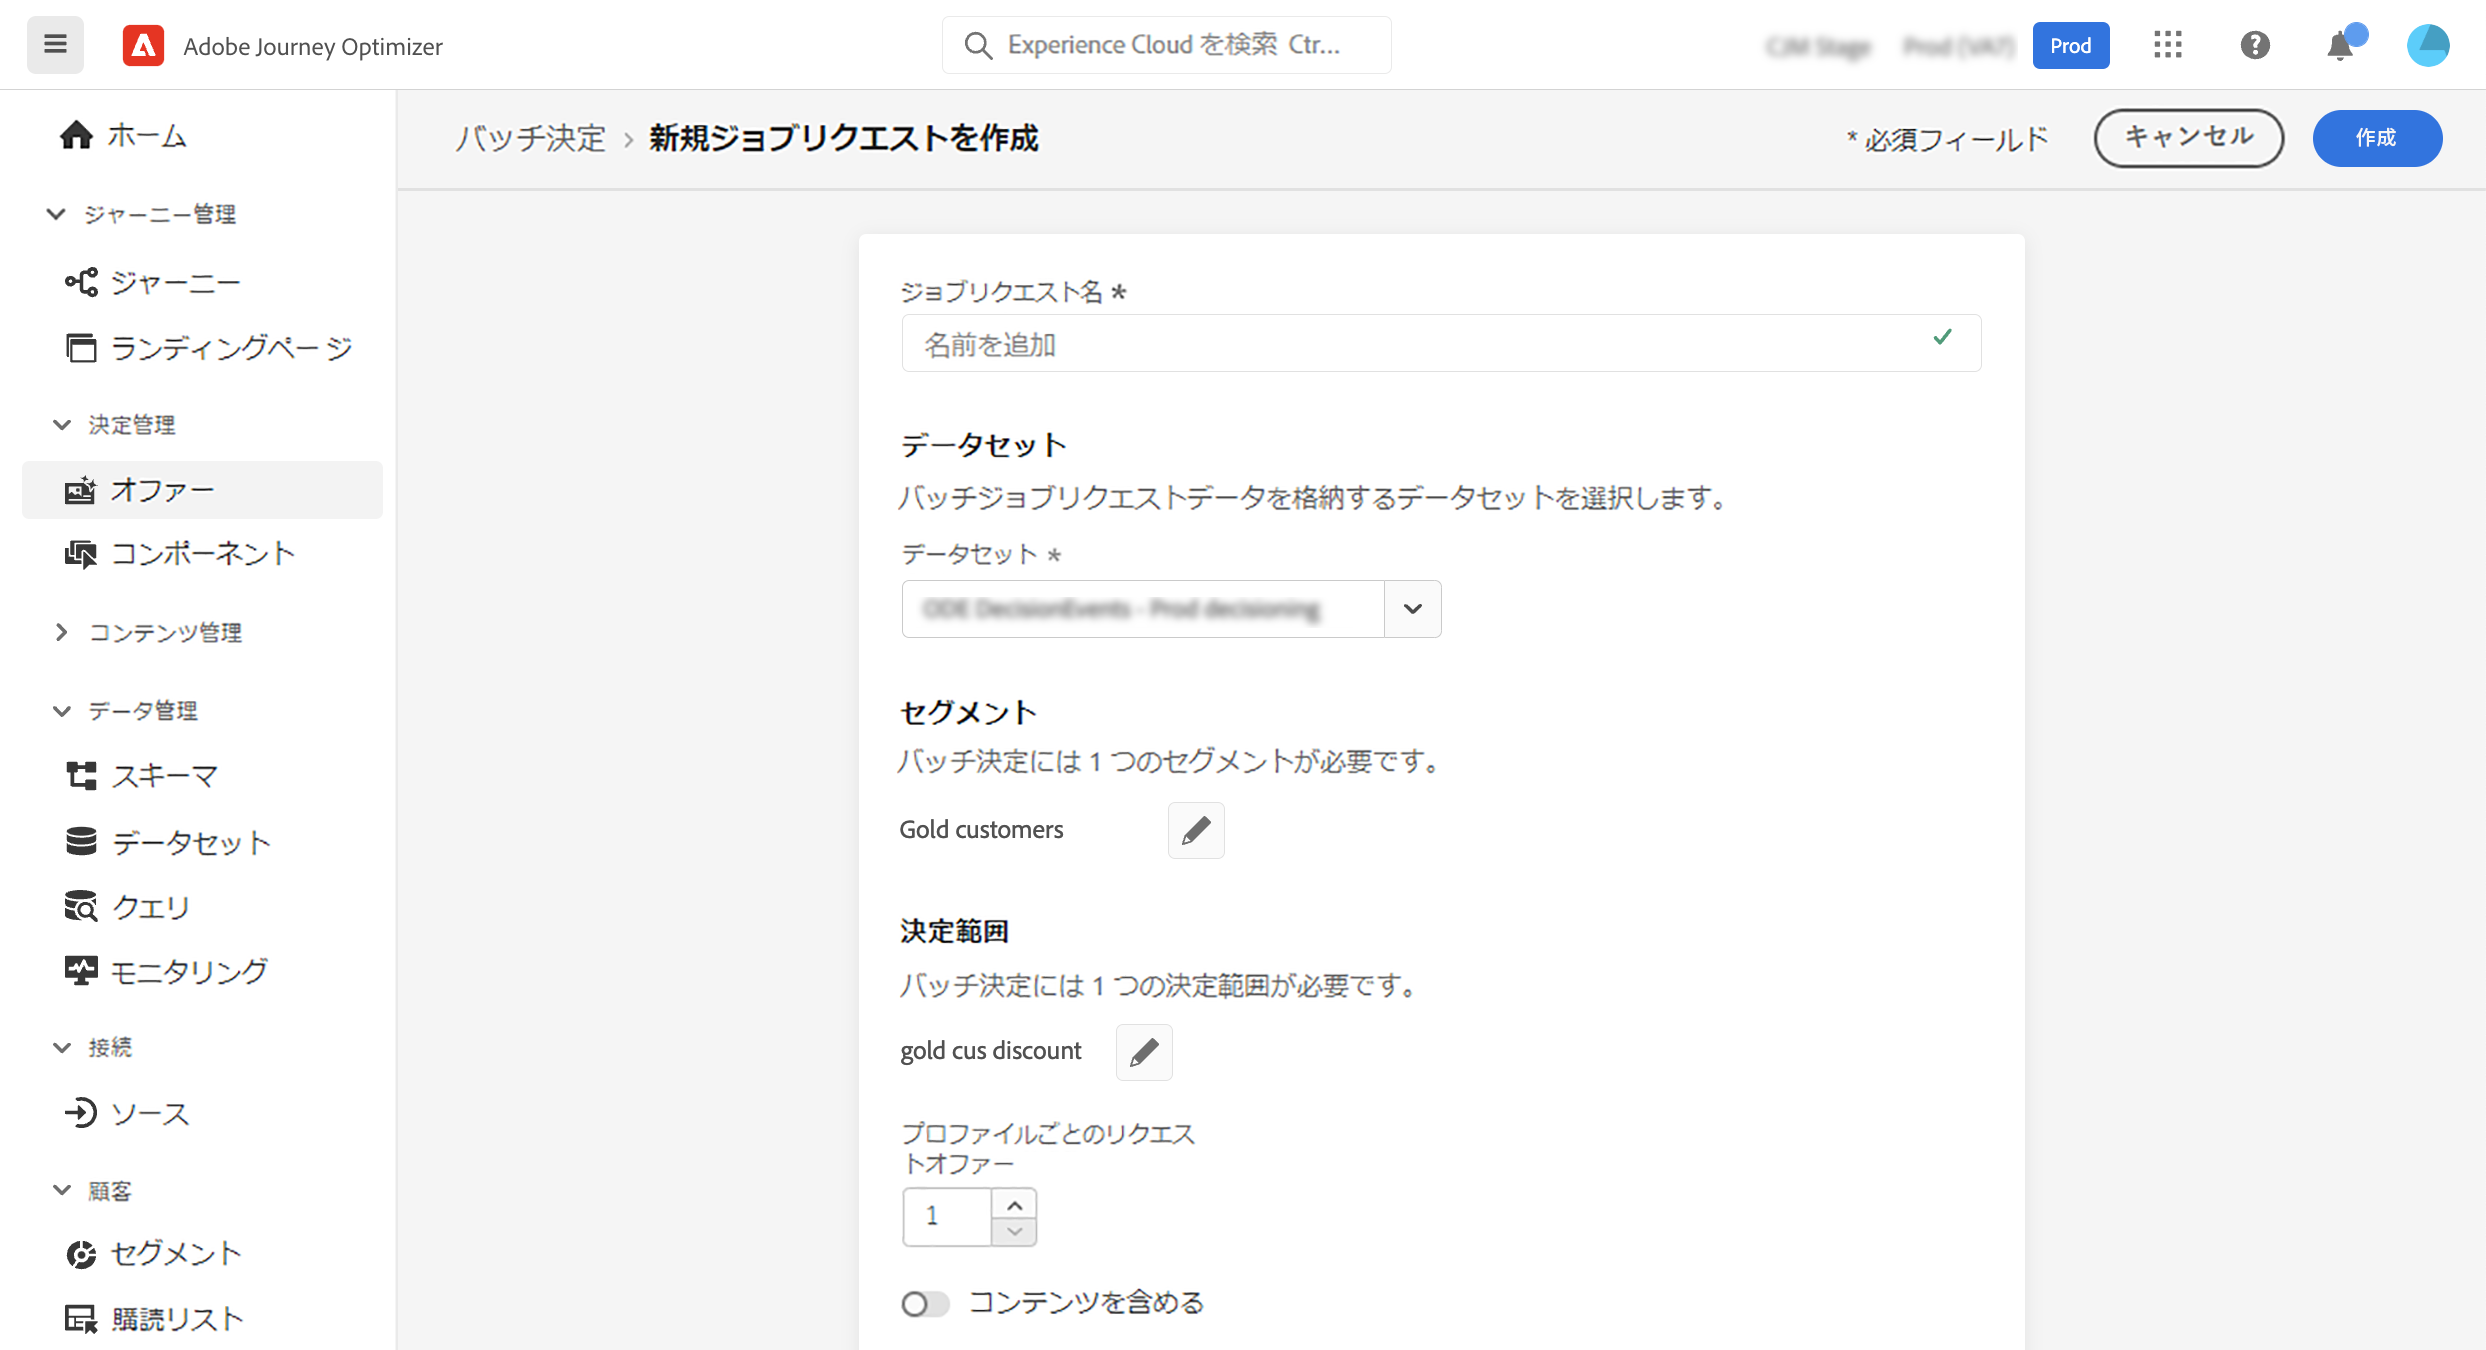 Adobe Journey Optimizer
Experience Cloud を検索 Ctr...
Prod
ホーム
ジャーニー管理
ジャーニー
ランディングページ
決定管理
オファー
コンポーネント
コンテンツ管理
データ管理
スキーマ
データセット
クエリ
モニタリング
接続
ソース
顧客
セグメント
購読リスト
バッチ決定 › 新規ジョブリクエストを作成
* 必須フィールド
キャンセル
作成
ジョブリクエスト名 *
名前を追加
データセット
バッチジョブリクエストデータを格納するデータセットを選択します。
データセット *
セグメント
バッチ決定には 1 つのセグメントが必要です。
Gold customers
決定範囲
バッチ決定には 1 つの決定範囲が必要です。
gold cus discount
プロファイルごとのリクエス
トオファー
1
コンテンツを含める